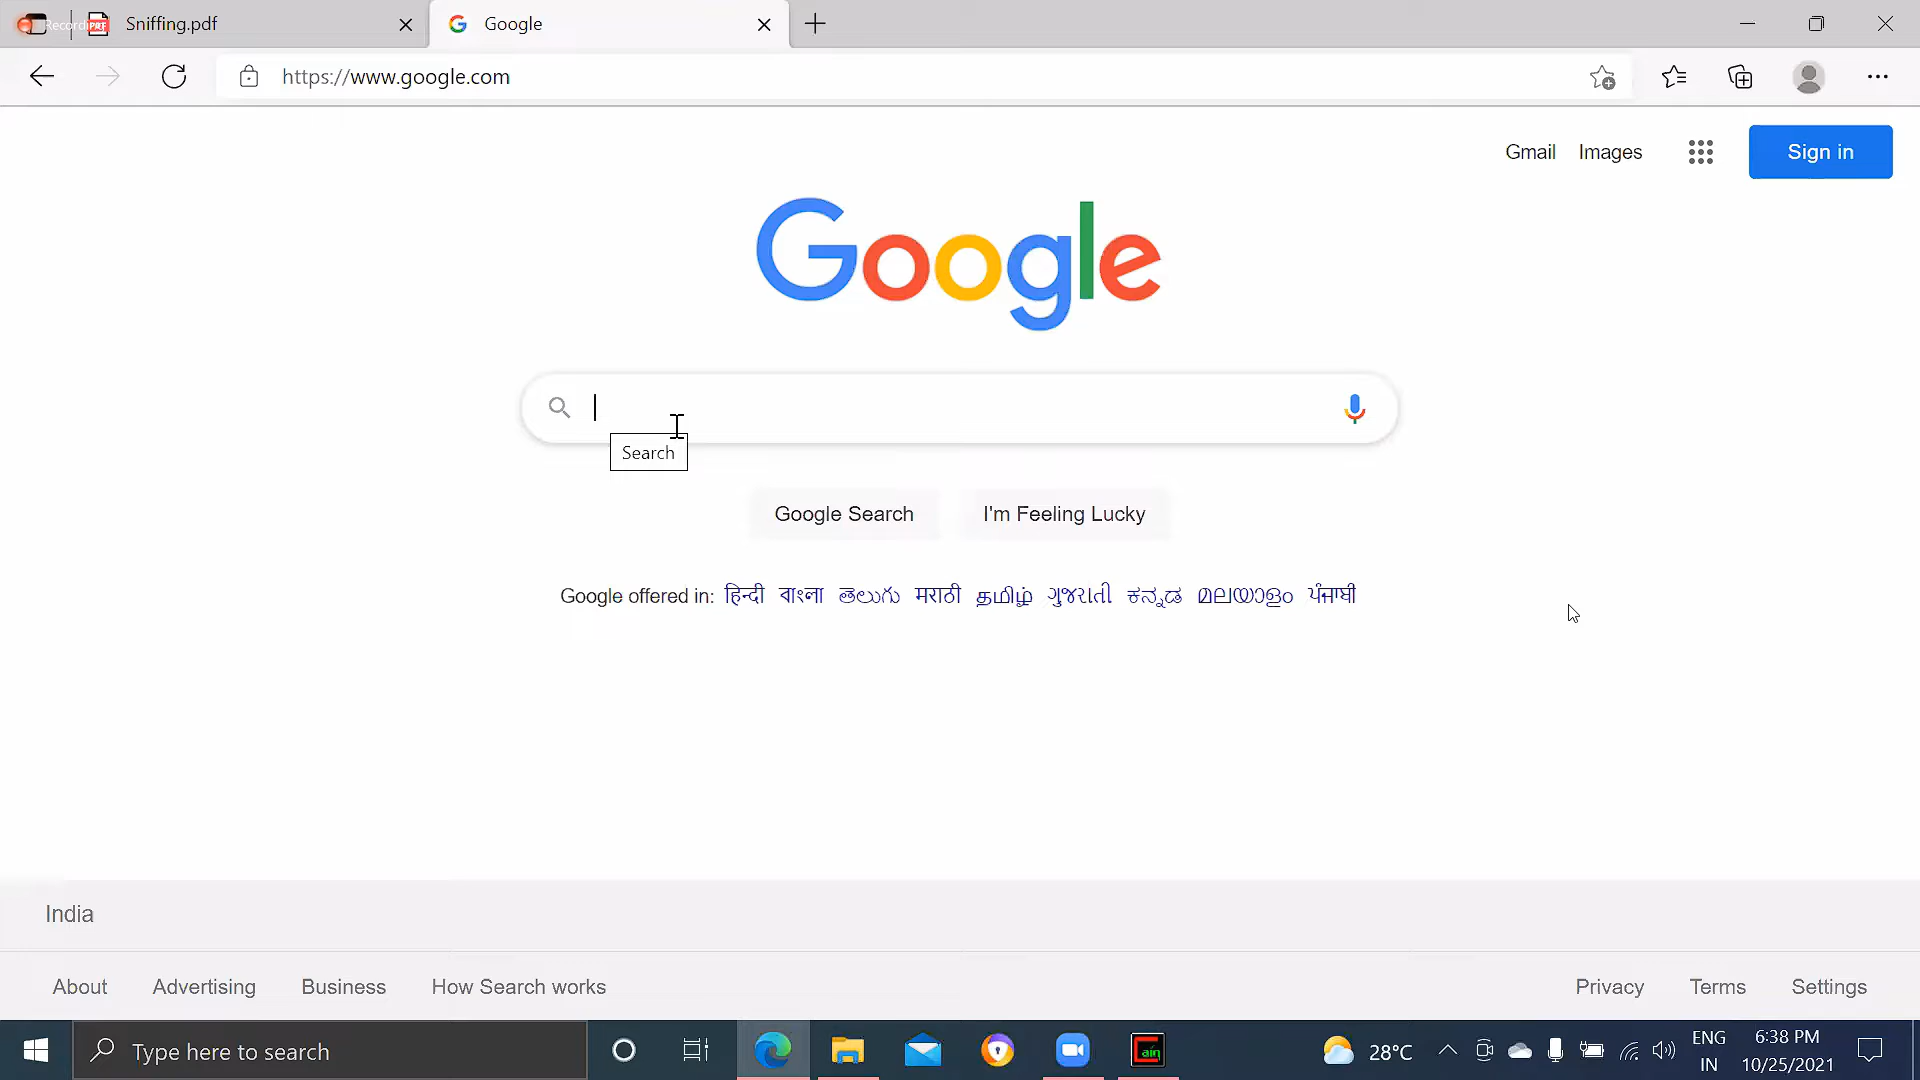 Recording Sniffing.pdf Google
https://www.google.com
Gmail Images Sign in
Google
Search
Google Search I'm Feeling Lucky
Google offered in: हिन्दी বাংলা తెలుగు मराठी தமிழ் ગુજરાતી ಕನ್ನಡ മലയാളം ਪੰਜਾਬੀ
India
About Advertising Business How Search works Privacy Terms Settings
Type here to search 28°C ENG 6:38 PM
IN 10/25/2021